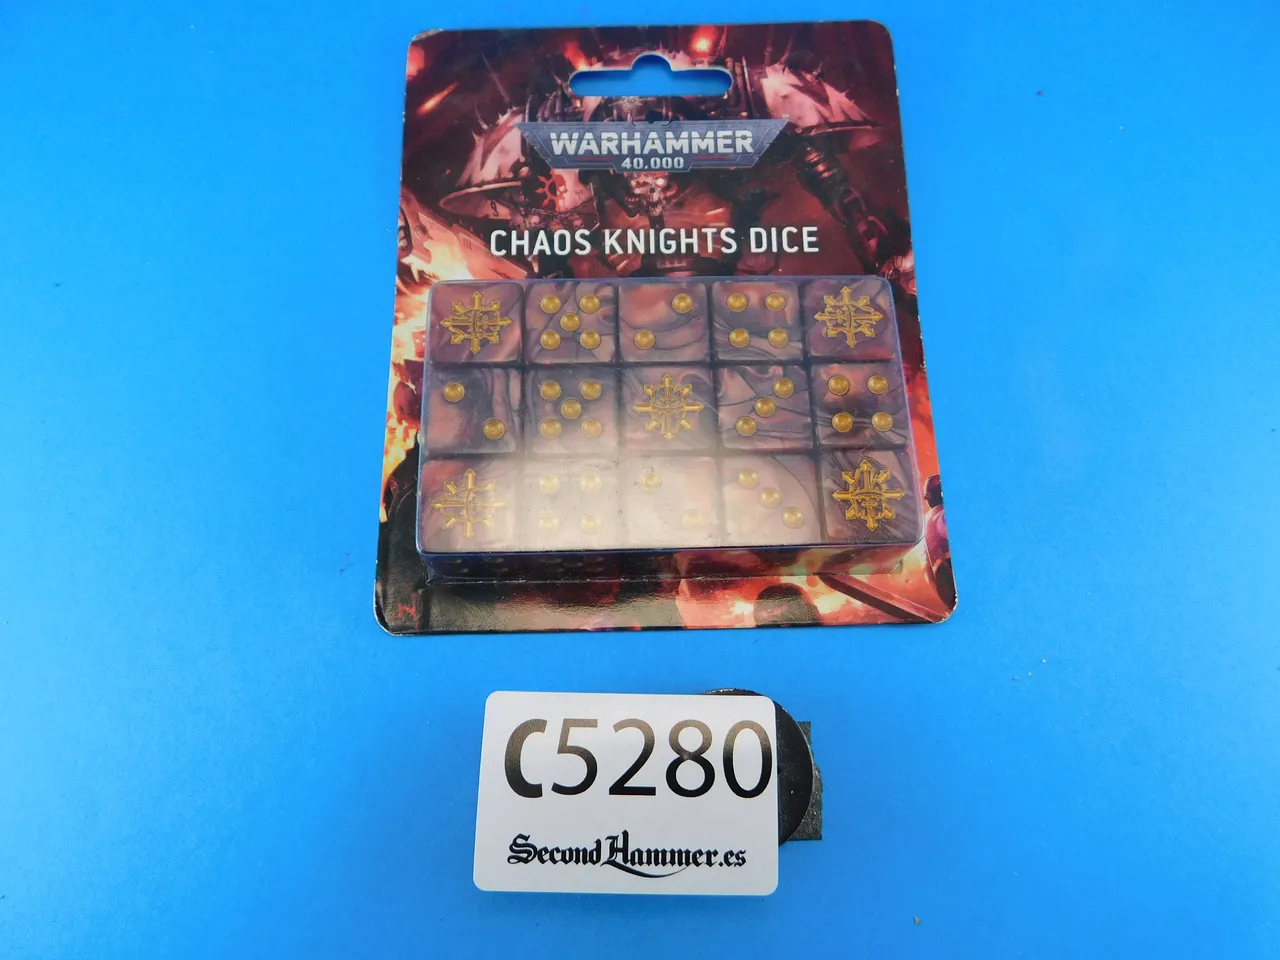 WARHAMMER
40,000
CHAOS KNIGHTS DICE
C5280
SecondHammer.es